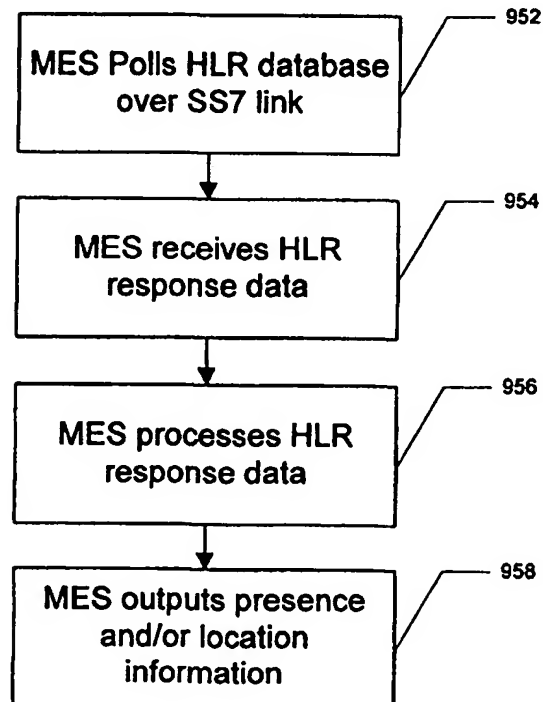 952
MES Polls HLR database
over SS7 link
954
MES receives HLR
response data
956
MES processes HLR
response data
958
MES outputs presence
and/or location
information